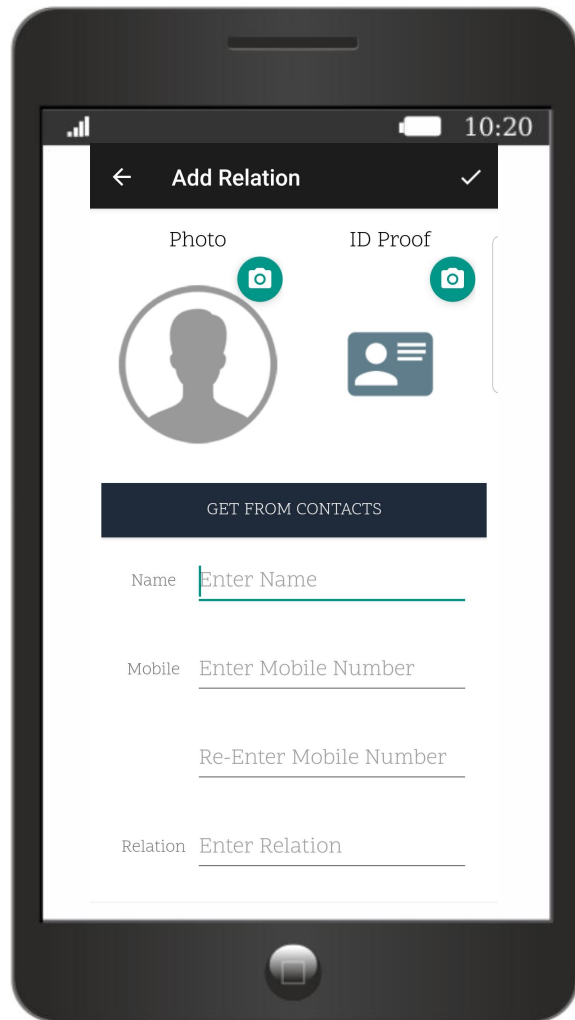 10:20
Add Relation
Photo ID Proof
GET FROM CONTACTS
Name Enter Name
Mobile Enter Mobile Number
Re-Enter Mobile Number
Relation Enter Relation